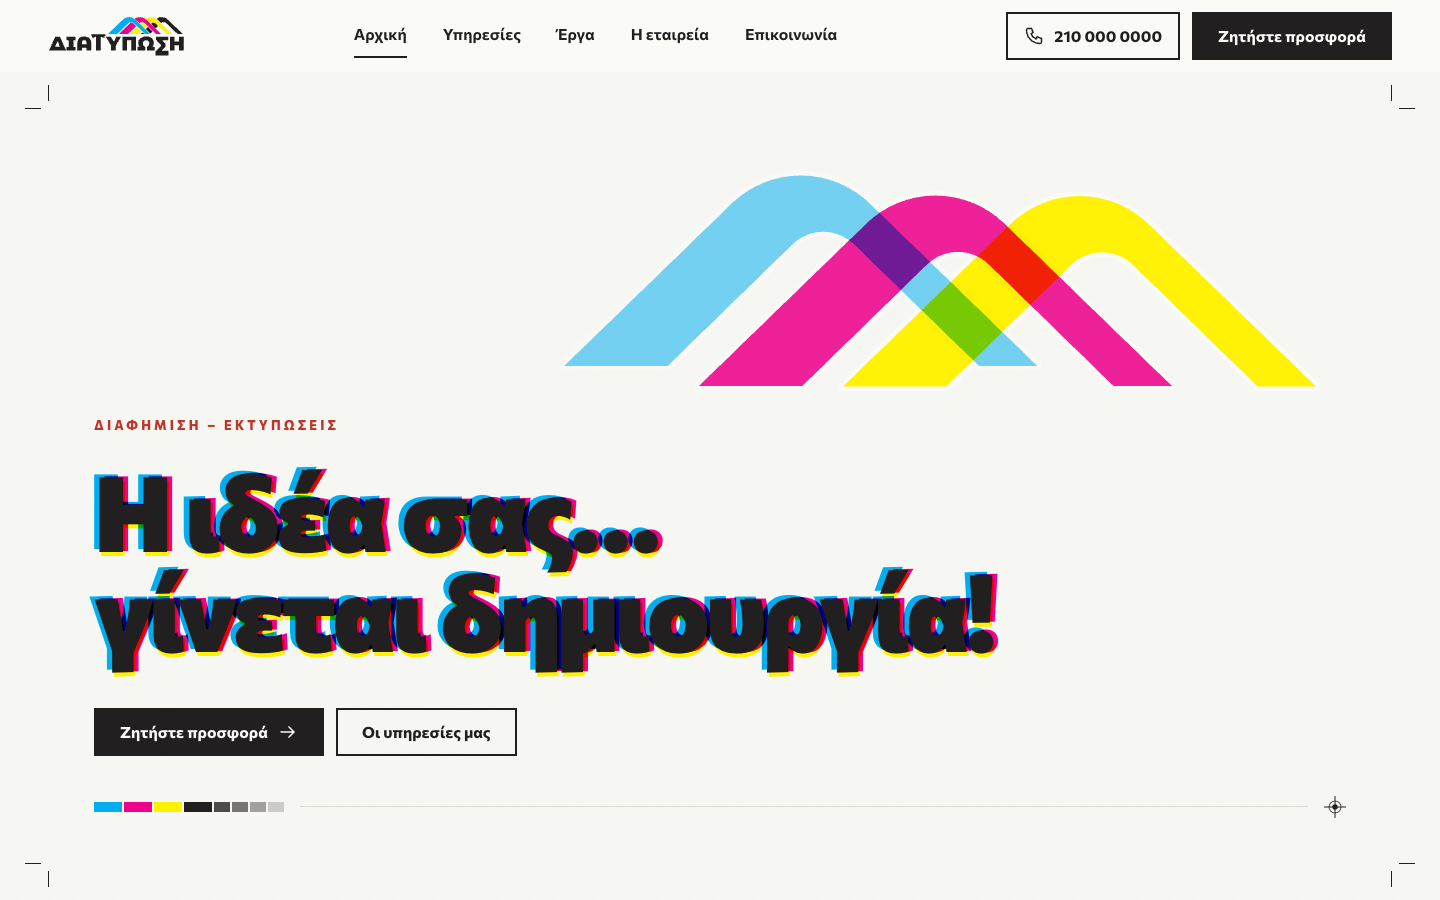 ΔΙΑΤΥΠΩΣΗ
Αρχική
Υπηρεσίες
Έργα
Η εταιρεία
Επικοινωνία
210 000 0000
Ζητήστε προσφορά
ΔΙΑΦΗΜΙΣΗ – ΕΚΤΥΠΩΣΕΙΣ
Η ιδέα σας...
γίνεται δημιουργία!
Ζητήστε προσφορά
Οι υπηρεσίες μας